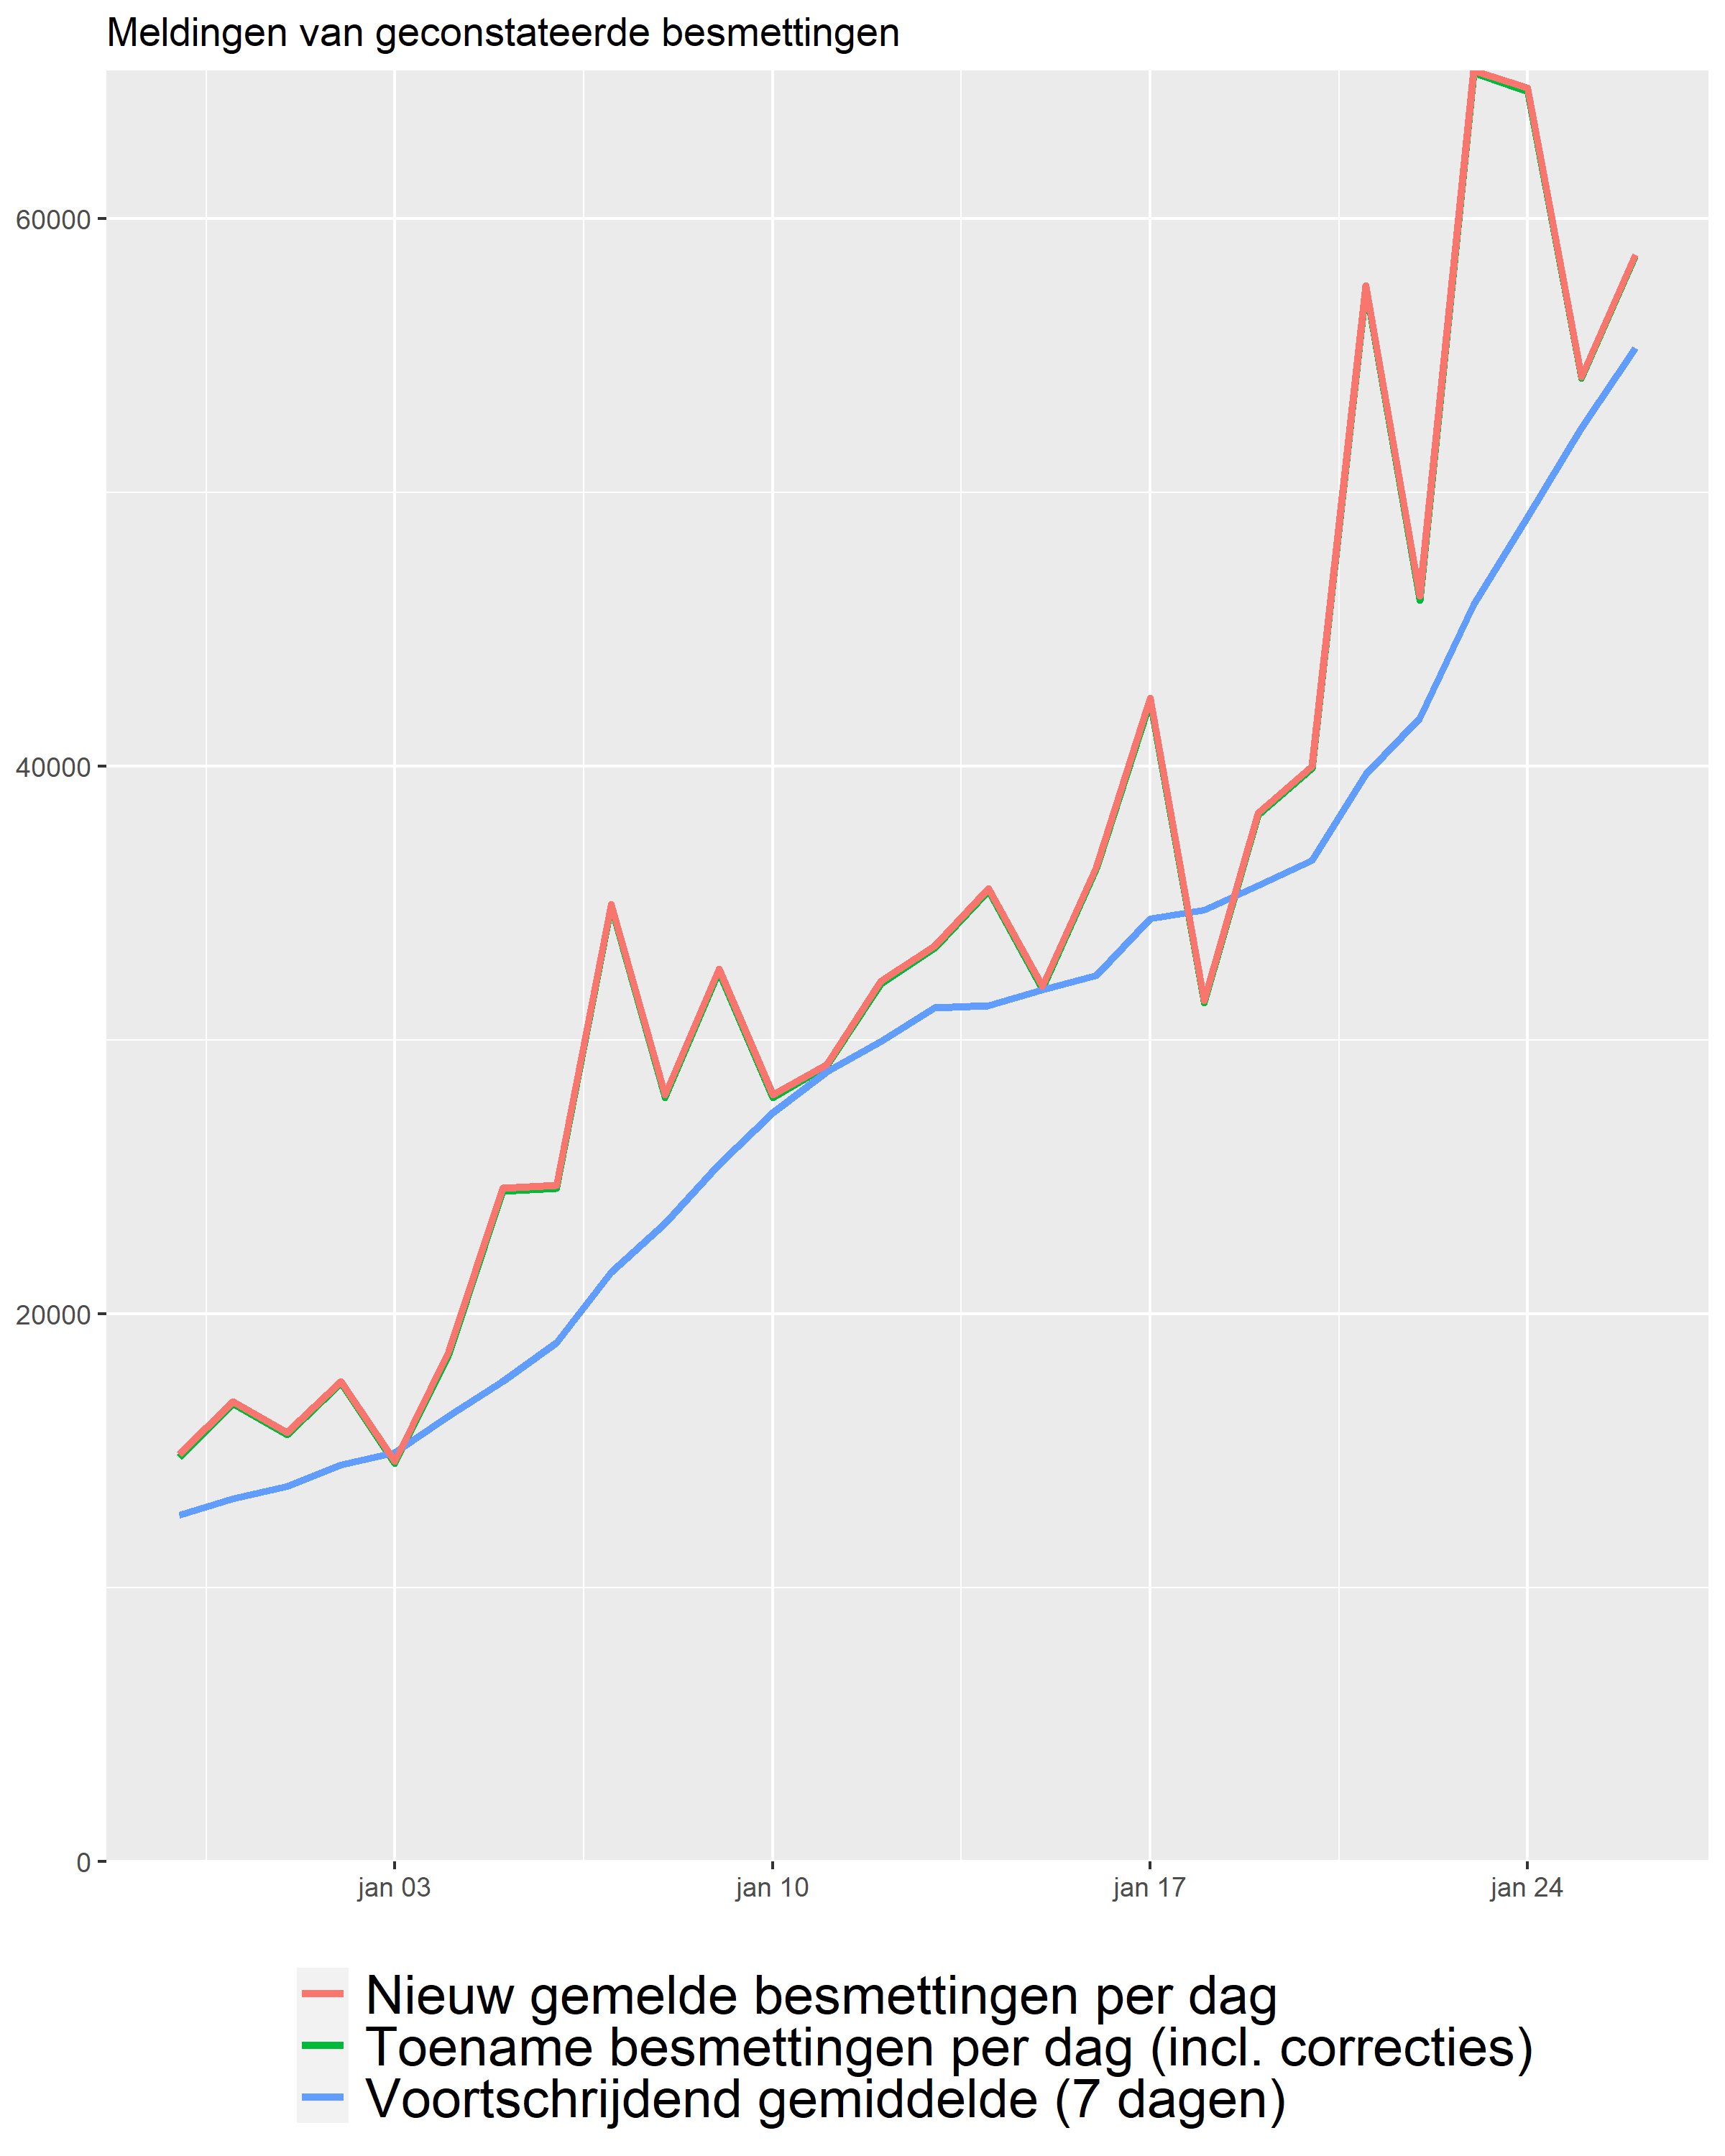 Meldingen van geconstateerde besmettingen
60000
40000
20000
0
jan 03 jan 10 jan 17 jan 24
Nieuw gemelde besmettingen per dag
Toename besmettingen per dag (incl. correcties)
Voortschrijdend gemiddelde (7 dagen)